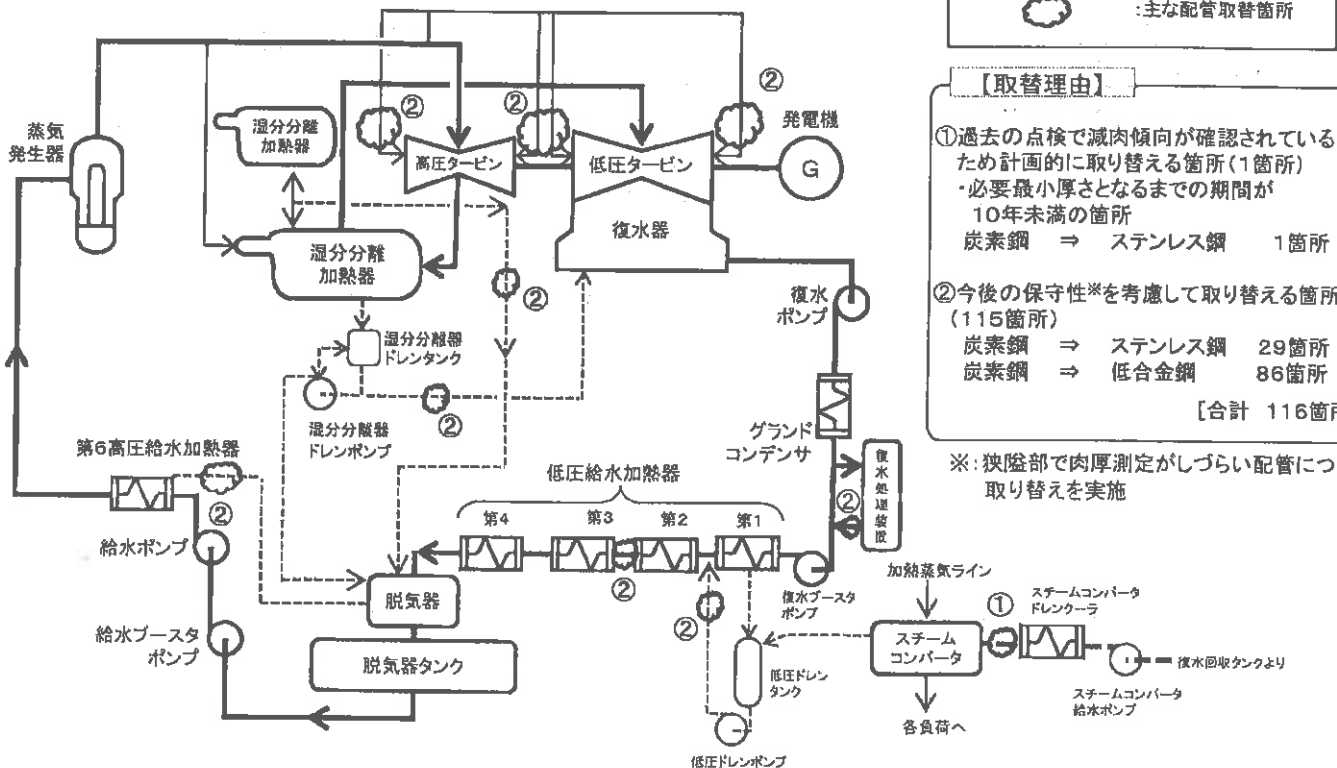 :主な配管取替箇所
【取替理由】
①過去の点検で減肉傾向が確認されている
ため計画的に取り替える箇所(1箇所)
・必要最小厚さとなるまでの期間が
10年未満の箇所
炭素鋼 ⇒ ステンレス鋼 1箇所
②今後の保守性※を考慮して取り替える箇所
(115箇所)
炭素鋼 ⇒ ステンレス鋼 29箇所
炭素鋼 ⇒ 低合金鋼 86箇所
[合計 116箇所
※:狭隘部で肉厚測定がしづらい配管につ
取り替えを実施
蒸気
発生器
湿分分離
加熱器
②
高圧タービン
②
低圧タービン
②
発電機
G
復水器
湿分分離
加熱器
②
復水
ポンプ
湿分分離器
ドレンタンク
②
湿分分離器
ドレンポンプ
グランド
コンデンサ
復水処理装置
②
第6高圧給水加熱器
②
給水ポンプ
低圧給水加熱器
第4
第3
第2
第1
②
②
復水ブースタ
ポンプ
脱気器
給水ブースタ
ポンプ
脱気器タンク
低圧ドレン
タンク
低圧ドレンポンプ
加熱蒸気ライン
①
スチームコンバータ
ドレンクーラ
スチーム
コンバータ
復水回収タンクより
スチームコンバータ
給水ポンプ
各負荷へ